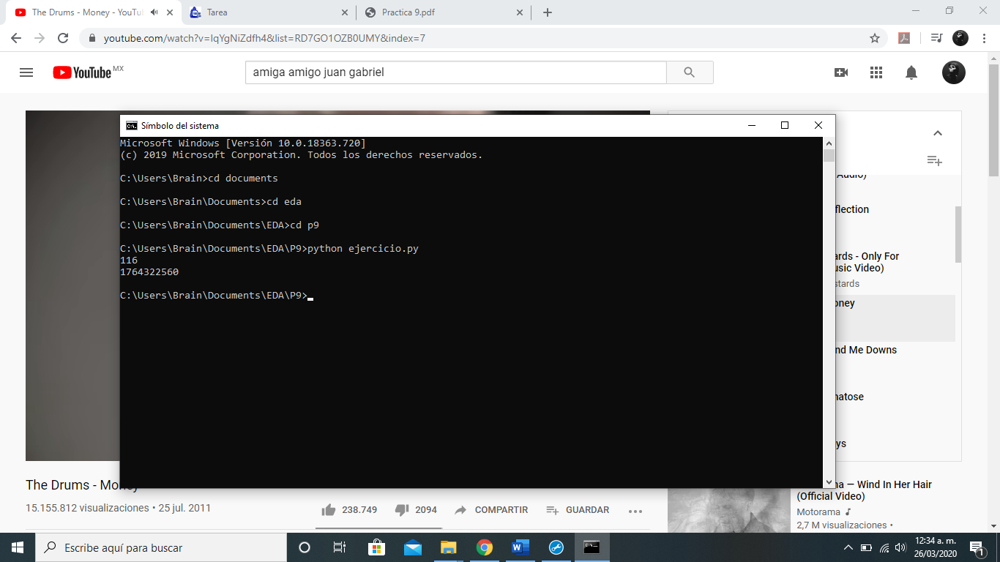 The Drums - Money - YouTu
Tarea
Practica 9.pdf
youtube.com/watch?v=IqYgNiZdfh4&list=RD7GO1OZB0UMY&index=7
YouTube MX
amiga amigo juan gabriel
Símbolo del sistema
Microsoft Windows [Versión 10.0.18363.720]
(c) 2019 Microsoft Corporation. Todos los derechos reservados.
C:\Users\Brain>cd documents
C:\Users\Brain\Documents>cd eda
C:\Users\Brain\Documents\EDA>cd p9
C:\Users\Brain\Documents\EDA\P9>python ejercicio.py
116
1764322560
C:\Users\Brain\Documents\EDA\P9>
Audio)
flection
ards - Only For
usic Video)
stards
oney
nd Me Downs
matose
ys
The Drums - Money
15.155.812 visualizaciones • 25 jul. 2011
238.749
2094
COMPARTIR
GUARDAR
na — Wind In Her Hair
(Official Video)
Motorama
2,7 M visualizaciones •
Escribe aquí para buscar
12:34 a. m.
26/03/2020
1